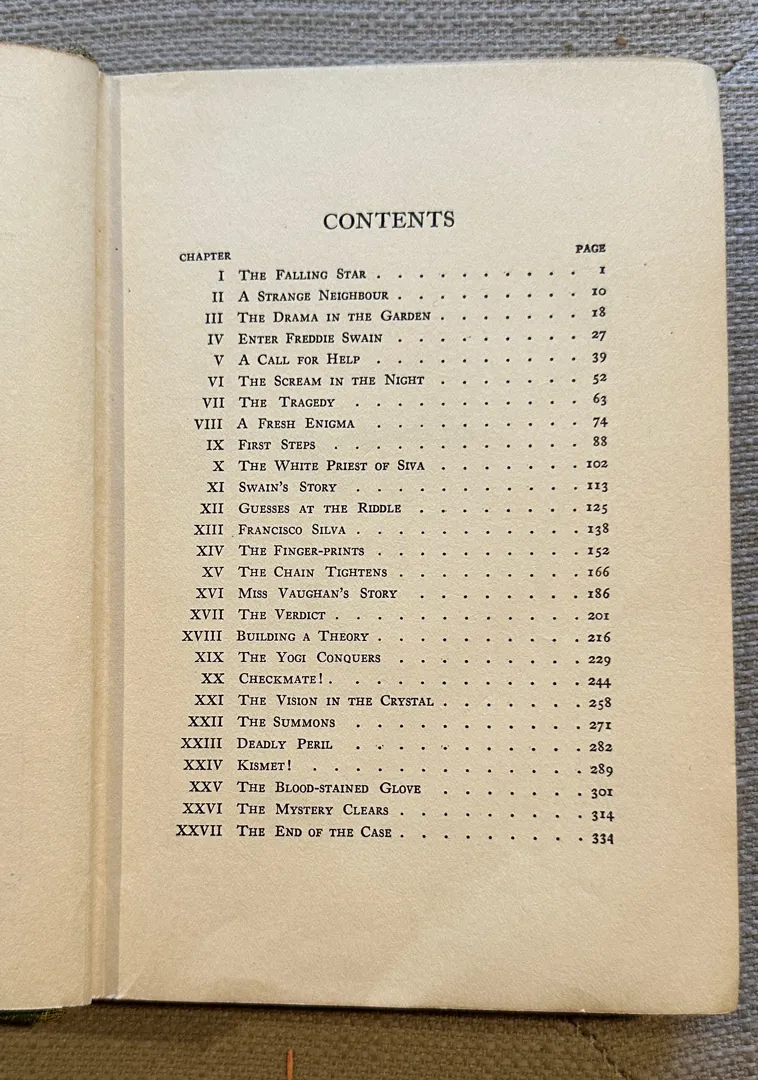 CONTENTS
CHAPTER PAGE
I THE FALLING STAR . . . . . . . . . . 1
II A STRANGE NEIGHBOUR . . . . . . . . . 10
III THE DRAMA IN THE GARDEN . . . . . . . 18
IV ENTER FREDDIE SWAIN . . . . . . . . . 27
V A CALL FOR HELP . . . . . . . . . . 39
VI THE SCREAM IN THE NIGHT . . . . . . . 52
VII THE TRAGEDY . . . . . . . . . . . 63
VIII A FRESH ENIGMA . . . . . . . . . . 74
IX FIRST STEPS . . . . . . . . . . . . 88
X THE WHITE PRIEST OF SIVA . . . . . . . 102
XI SWAIN'S STORY . . . . . . . . . . . 113
XII GUESSES AT THE RIDDLE . . . . . . . . 125
XIII FRANCISCO SILVA . . . . . . . . . . . 138
XIV THE FINGER-PRINTS . . . . . . . . . . 152
XV THE CHAIN TIGHTENS . . . . . . . . . 166
XVI MISS VAUGHAN'S STORY . . . . . . . . 186
XVII THE VERDICT . . . . . . . . . . . . 201
XVIII BUILDING A THEORY . . . . . . . . . . 216
XIX THE YOGI CONQUERS . . . . . . . . . 229
XX CHECKMATE! . . . . . . . . . . . . 244
XXI THE VISION IN THE CRYSTAL . . . . . . . 258
XXII THE SUMMONS . . . . . . . . . . . 271
XXIII DEADLY PERIL . . . . . . . . . . . 282
XXIV KISMET! . . . . . . . . . . . . . 289
XXV THE BLOOD-STAINED GLOVE . . . . . . . 301
XXVI THE MYSTERY CLEARS . . . . . . . . . 314
XXVII THE END OF THE CASE . . . . . . . . . 334